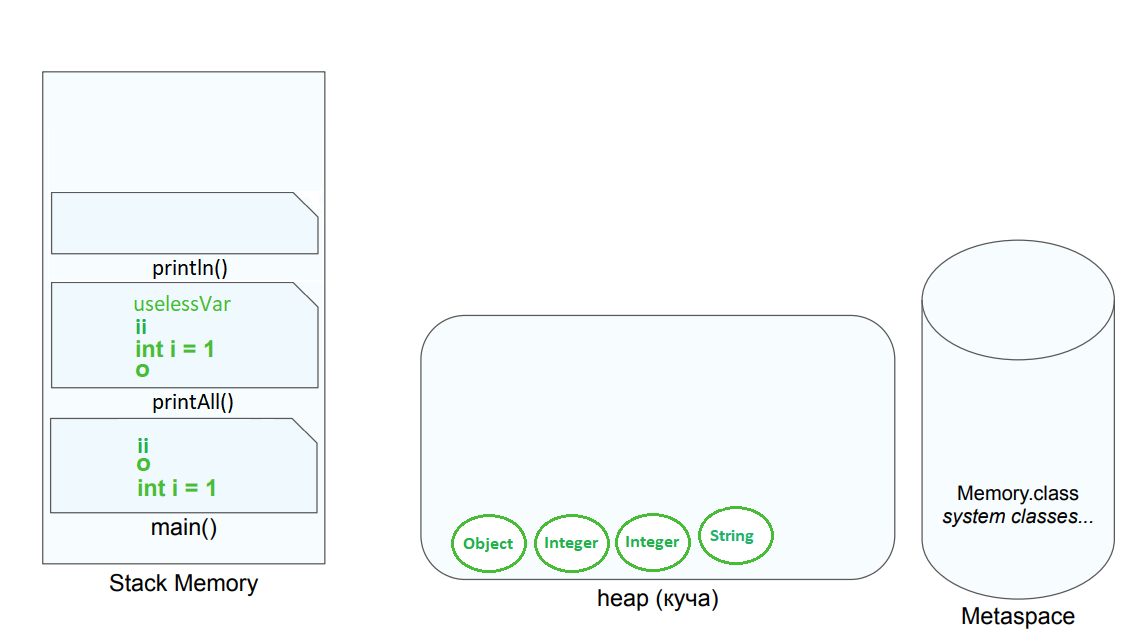 println()
uselessVar
ii
int i = 1
o
printAll()
ii
o
int i = 1
main()
Stack Memory
Object
Integer
Integer
String
heap (куча)
Memory.class
system classes...
Metaspace